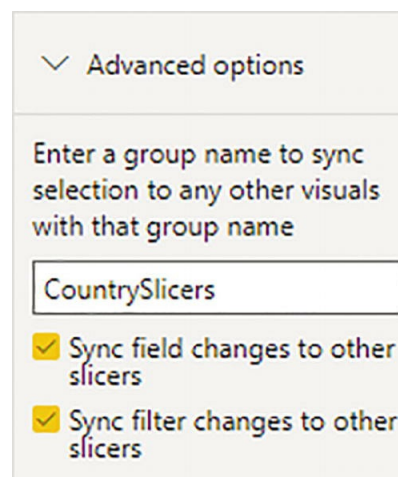 Advanced options
Enter a group name to sync
selection to any other visuals
with that group name
CountrySlicers
Sync field changes to other
slicers
Sync filter changes to other
slicers